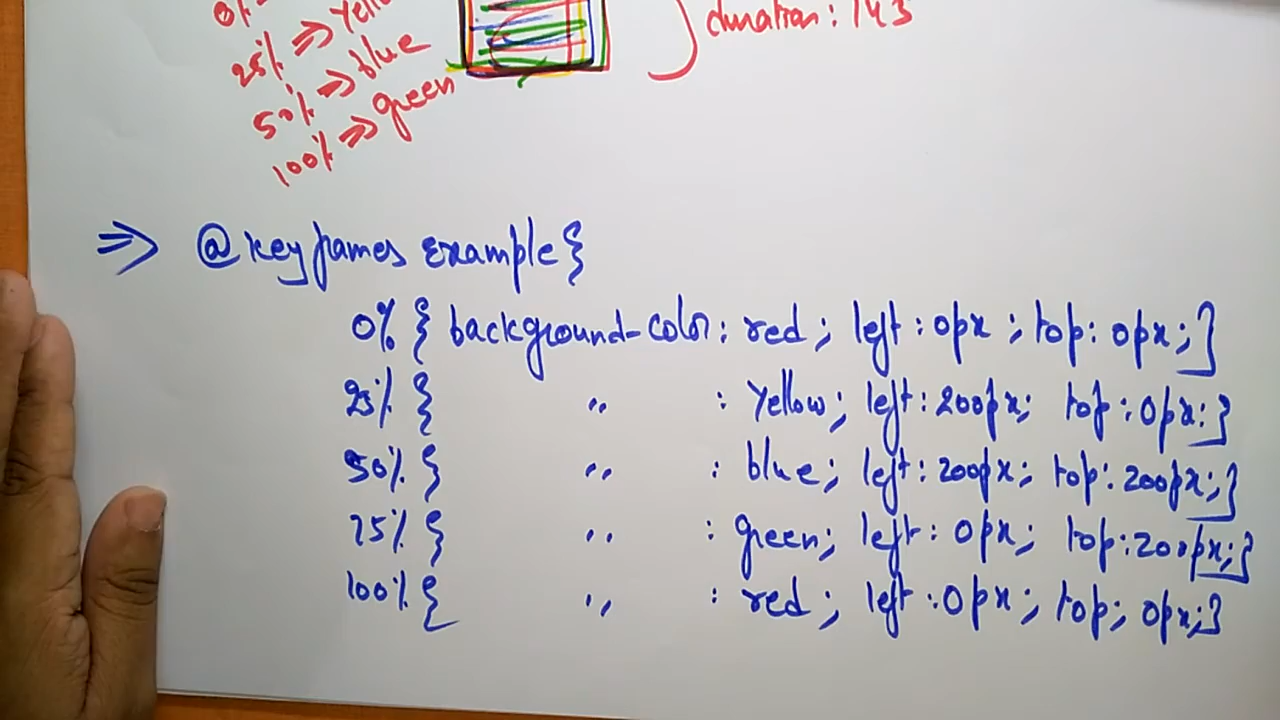 25% => yello
duration: 143
50% => blue
100% => green
=> @keyframes example {
0% { background-color: red; left: 0px; top: 0px; }
25% { " : yellow; left: 200px; top: 0px; }
50% { " : blue; left: 200px; top: 200px; }
75% { " : green; left: 0px; top: 200px; }
100% { " : red; left: 0px; top; 0px; }